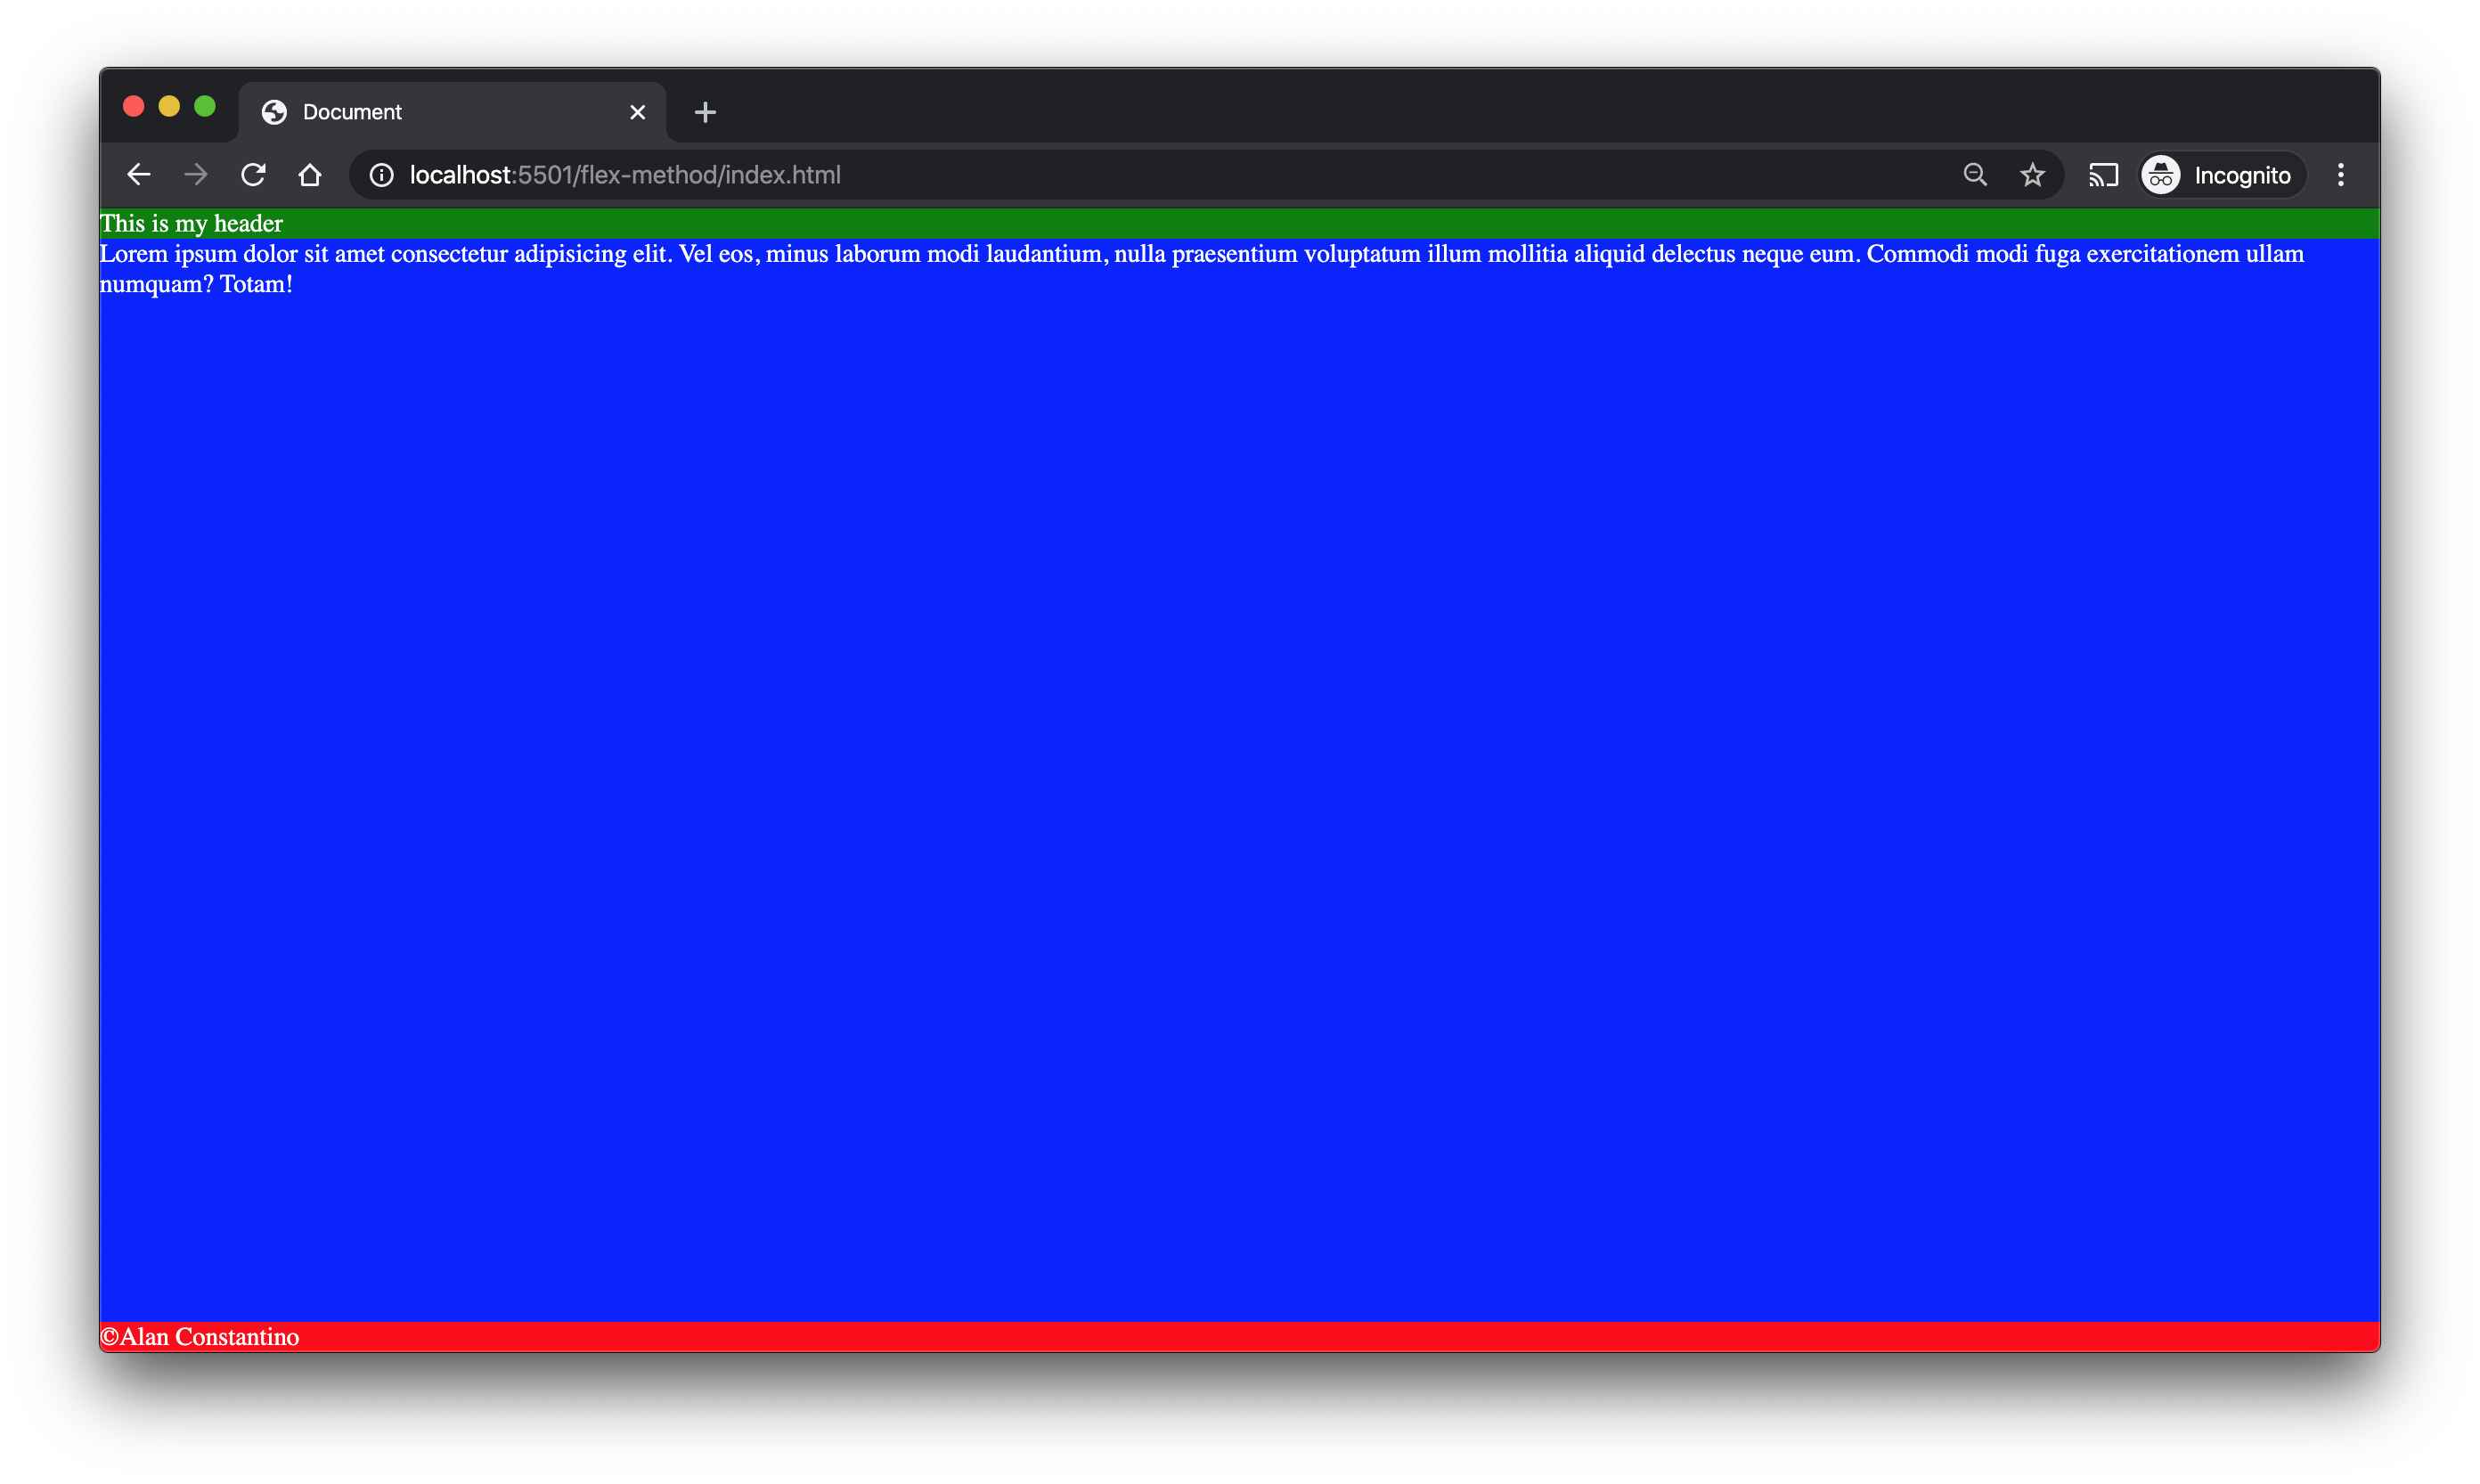 Document
localhost:5501/flex-method/index.html
Incognito
This is my header
Lorem ipsum dolor sit amet consectetur adipisicing elit. Vel eos, minus laborum modi laudantium, nulla praesentium voluptatum illum mollitia aliquid delectus neque eum. Commodi modi fuga exercitationem ullam
numquam? Totam!
©Alan Constantino